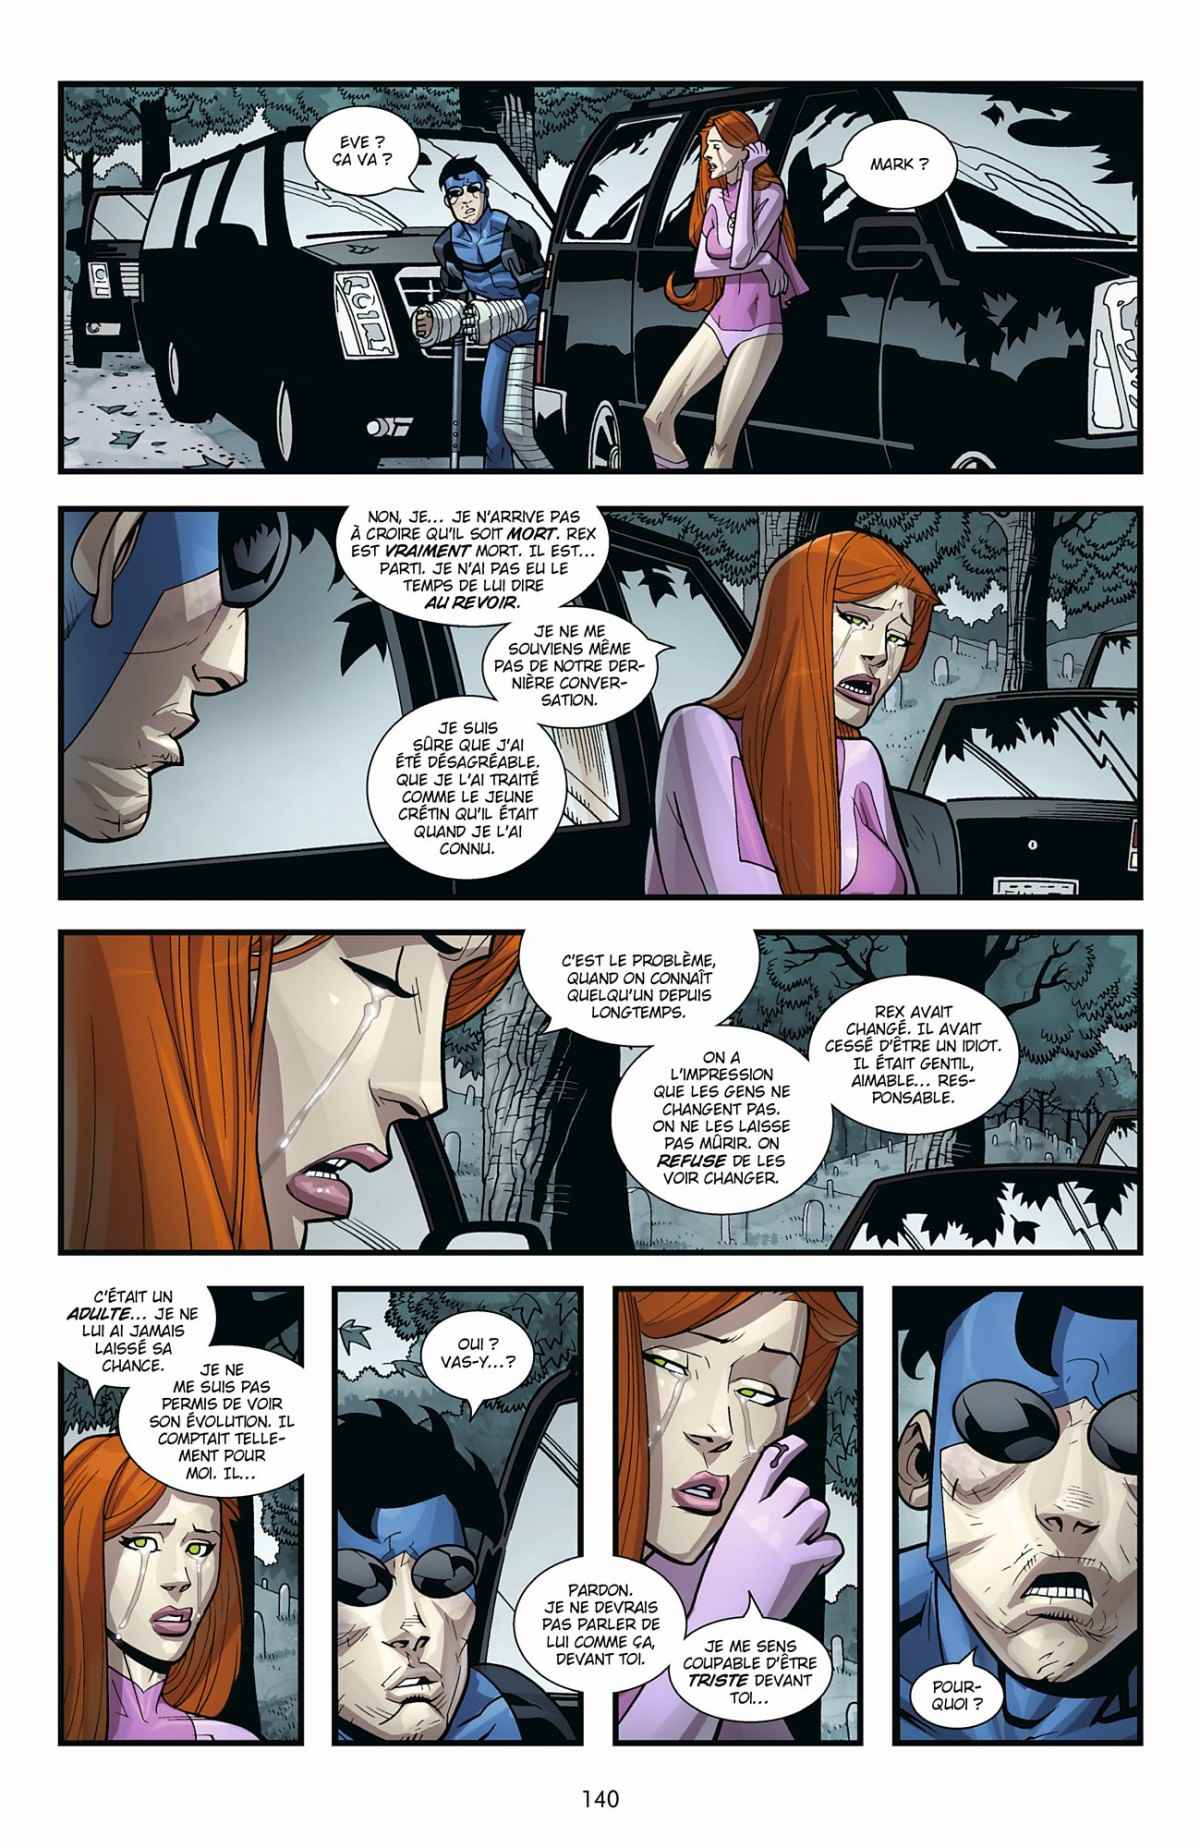 EVE ?
ÇA VA ?
MARK ?
NON, JE... JE N'ARRIVE PAS
À CROIRE QU'IL SOIT MORT. REX
EST VRAIMENT MORT. IL EST...
PARTI. JE N'AI PAS EU LE
TEMPS DE LUI DIRE
AU REVOIR.
JE NE ME
SOUVIENS MÊME
PAS DE NOTRE DER-
NIÈRE CONVER-
SATION.
JE SUIS
SÛRE QUE J'AI
ÉTÉ DÉSAGRÉABLE.
QUE JE L'AI TRAITÉ
COMME LE JEUNE
CRÉTIN QU'IL ÉTAIT
QUAND JE L'AI
CONNU.
C'EST LE PROBLÈME,
QUAND ON CONNAÎT
QUELQU'UN DEPUIS
LONGTEMPS.
ON A
L'IMPRESSION
QUE LES GENS NE
CHANGENT PAS.
ON NE LES LAISSE
PAS MÛRIR. ON
REFUSE DE LES
VOIR CHANGER.
REX AVAIT
CHANGÉ. IL AVAIT
CESSÉ D'ÊTRE UN IDIOT.
IL ÉTAIT GENTIL,
AIMABLE... RES-
PONSABLE.
C'ÉTAIT UN
ADULTE... JE NE
LUI AI JAMAIS
LAISSÉ SA
CHANCE.
JE NE
ME SUIS PAS
PERMIS DE VOIR
SON ÉVOLUTION. IL
COMPTAIT TELLE-
MENT POUR
MOI. IL...
OUI ?
VAS-Y...?
PARDON.
JE NE DEVRAIS
PAS PARLER DE
LUI COMME ÇA,
DEVANT TOI.
JE ME SENS
COUPABLE D'ÊTRE
TRISTE DEVANT
TOI...
POUR-
QUOI ?
140